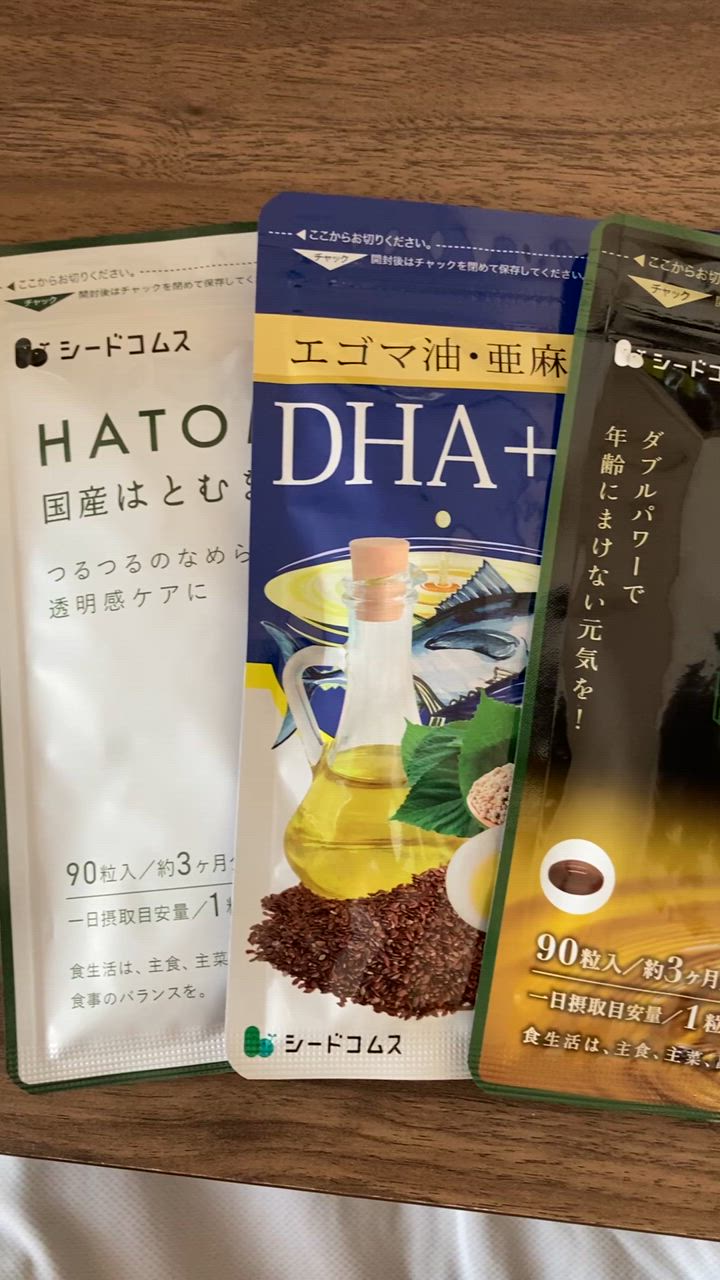 ここからお切りください。
チャック
開封後はチャックを閉めて保存してく
シードコムス
HATO
国産はとむ
つるつるのなめら
透明感ケアに
90粒入/約3ヶ月
一日摂取目安量/1
食生活は、主食、主菜
食事のバランスを。
ここからお切りください。
チャック
開封後はチャックを閉めて保存してください。
エゴマ油・亜麻
DHA+
シードコムス
ここからお切りくだ
チャック
シードコ
ダブルパワーで
年齢にまけない元気を!
90粒入/約3ヶ月
一日摂取目安量/1粒
食生活は、主食、主菜、